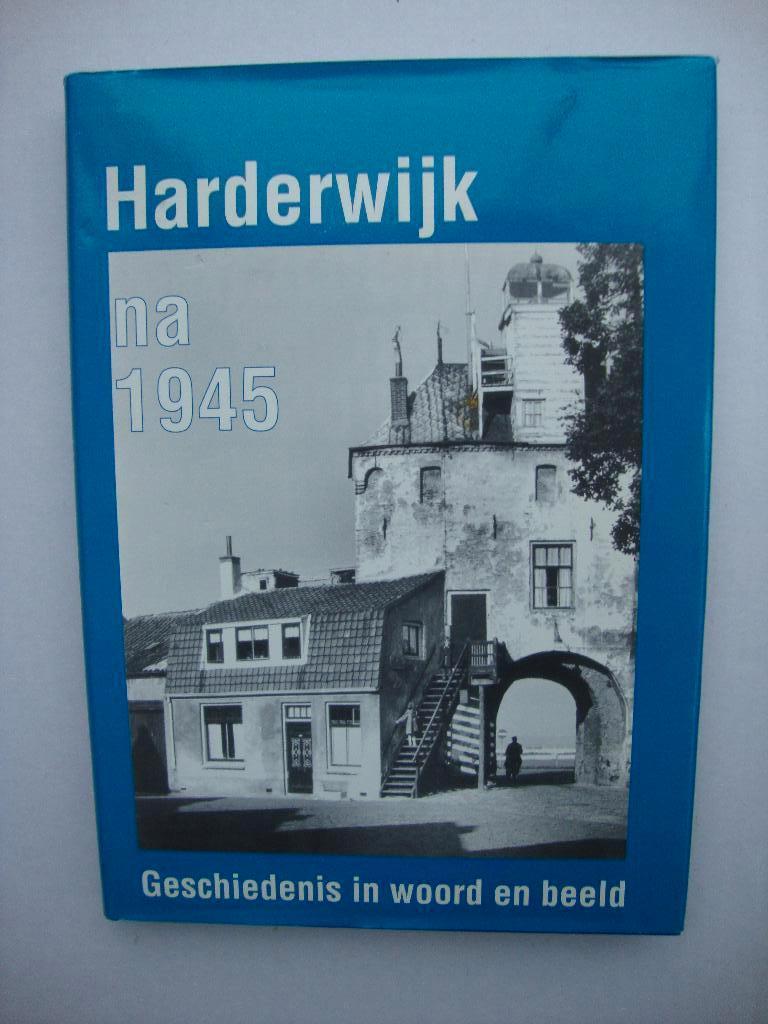 Harderwijk
na
1945
Geschiedenis in woord en beeld